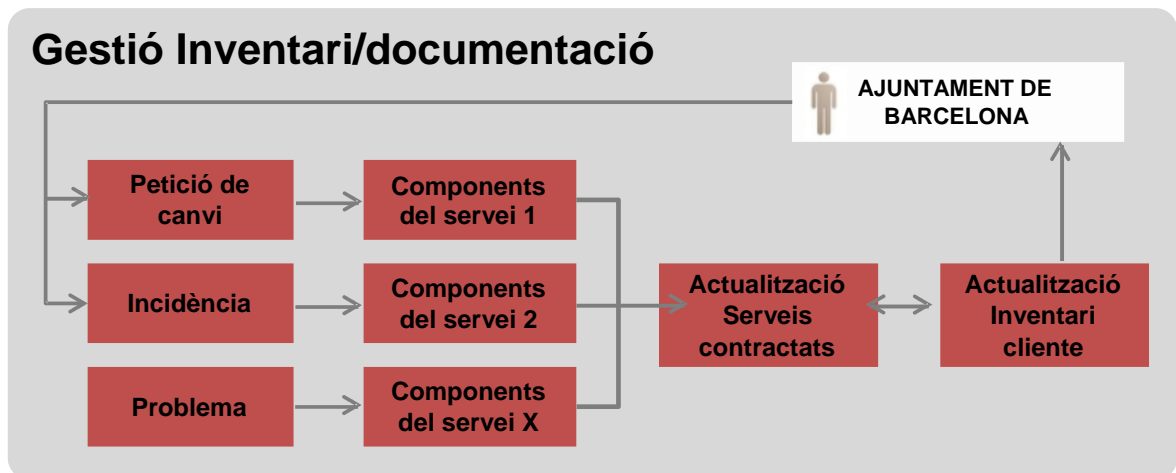 Gestió Inventari/documentació
AJUNTAMENT DE
BARCELONA
Petició de
canvi
Components
del servei 1
Incidència
Components
del servei 2
Actualització
Serveis
contractats
Actualització
Inventari
cliente
Problema
Components
del servei X